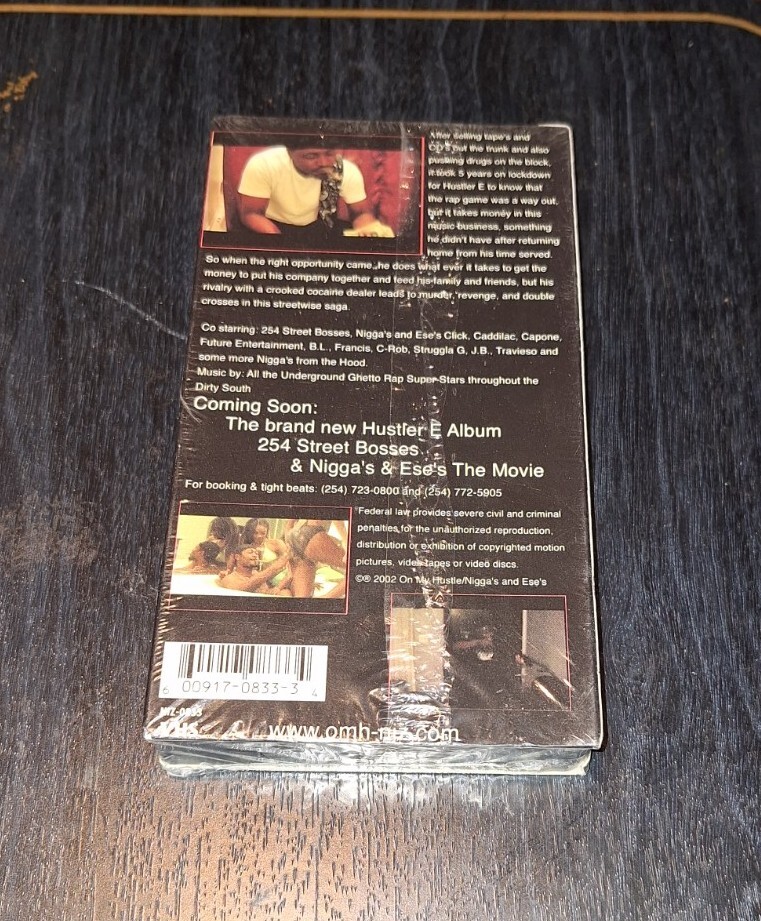 After selling tape's and
CD's out the trunk and also
pushing drugs on the block,
it took 5 years on lockdown
for Hustler E to know that
the rap game was a way out,
but it takes money in this
music business, something
he didn't have after returning
home from his time served.
So when the right opportunity came, he does what ever it takes to get the
money to put his company together and feed his family and friends, but his
rivalry with a crooked cocaine dealer leads to murder, revenge, and double
crosses in this streetwise saga.
Co starring: 254 Street Bosses, Nigga's and Ese's Click, Caddilac, Capone,
Future Entertainment, B.L., Francis, C-Rob, Struggla G, J.B., Travieso and
some more Nigga's from the Hood.
Music by: All the Underground Ghetto Rap Super Stars throughout the
Dirty South
Coming Soon:
The brand new Hustler E Album
254 Street Bosses
& Nigga's & Ese's The Movie
For booking & tight beats: (254) 723-0800 and (254) 772-5905
"Federal law provides severe civil and criminal
penalties for the unauthorized reproduction,
distribution or exhibition of copyrighted motion
pictures, video tapes or video discs.
©® 2002 On My Hustle/Nigga's and Ese's
6 00917-0833-3 4
NIZ-0833
VHS
www.omh-niz.com